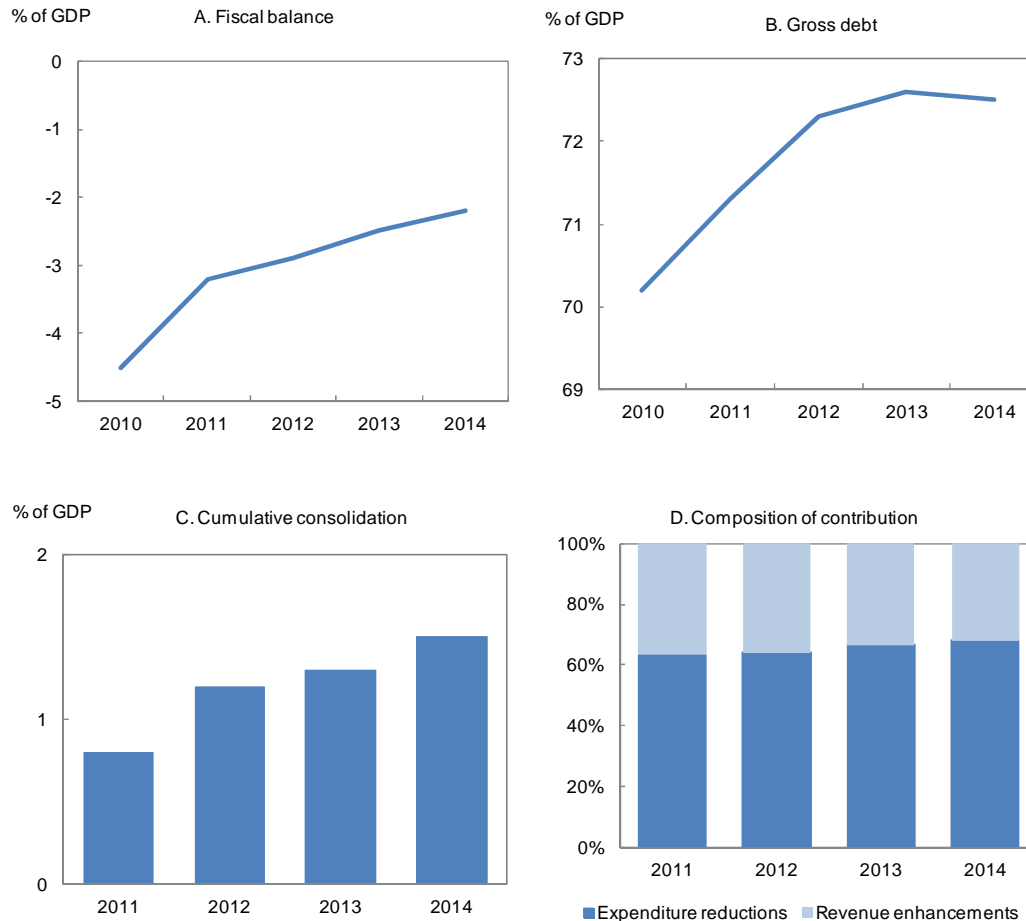 % of GDP
A. Fiscal balance
0
-1
-2
-3
-4
-5
2010 2011 2012 2013 2014
B. Gross debt
% of GDP
73
72
71
70
69
2010 2011 2012 2013 2014
% of GDP
C. Cumulative consolidation
2
1
0
2011 2012 2013 2014
D. Composition of contribution
100%
80%
60%
40%
20%
0%
2011 2012 2013 2014
Expenditure reductions Revenue enhancements